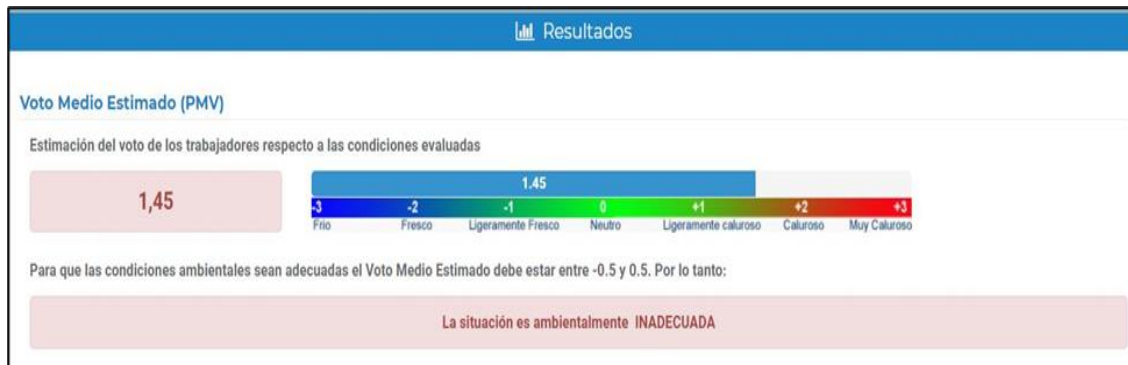 Resultados
Voto Medio Estimado (PMV)
Estimación del voto de los trabajadores respecto a las condiciones evaluadas
1,45
1.45
-3 -2 -1 0 +1 +2 +3
Frio Fresco Ligeramente Fresco Neutro Ligeramente caluroso Caluroso Muy Caluroso
Para que las condiciones ambientales sean adecuadas el Voto Medio Estimado debe estar entre -0.5 y 0.5. Por lo tanto:
La situación es ambientalmente INADECUADA